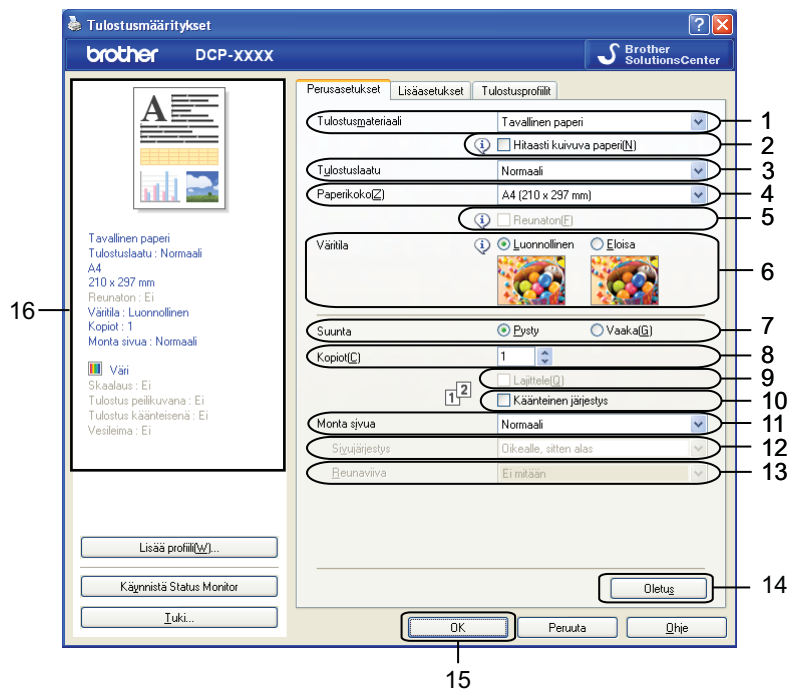 Tulostusmääritykset
brother DCP-XXXX
Brother
SolutionsCenter
Perusasetukset Lisäasetukset Tulostusprofiilit
Tulostusmateriaali Tavallinen paperi 1
Hitaasti kuivuva paperi(N) 2
Tulostuslaatu Normaali 3
Paperikoko(Z) A4 (210 x 297 mm) 4
Reunaton(F) 5
Väritila Luonnollinen Eloisa 6
Suunta Pysty Vaaka(G) 7
Kopiot(C) 1 8
Lajittele(Q) 9
1 2 Käänteinen järjestys 10
Monta sivua Normaali 11
Sivujärjestys Oikealle, sitten alas 12
Reunaviiva Ei mitään 13
Oletus 14
OK Peruuta Ohje
15
16
A
Tavallinen paperi
Tulostuslaatu : Normaali
A4
210 x 297 mm
Reunaton : Ei
Väritila : Luonnollinen
Kopiot : 1
Monta sivua : Normaali
Väri
Skaalaus : Ei
Tulostus peilikuvana : Ei
Tulostus käänteisenä : Ei
Vesileima : Ei
Lisää profiili(W)...
Käynnistä Status Monitor
Tuki...